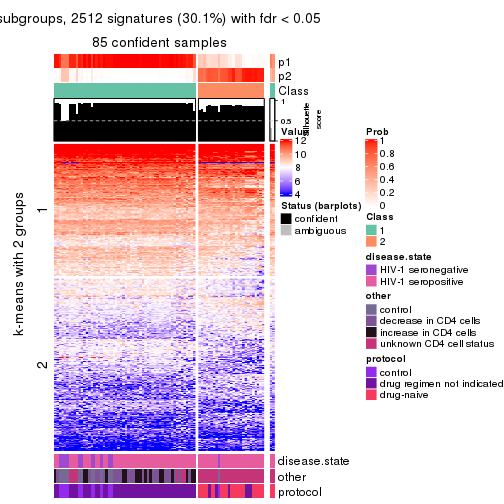 subgroups, 2512 signatures (30.1%) with fdr < 0.05
85 confident samples
p1
p2
Class
1
0.5
silhouette
score
Value
12
10
8
6
4
Prob
1
0.8
0.6
0.4
0.2
0
Status (barplots)
confident
ambiguous
Class
1
2
disease.state
HIV-1 seronegative
HIV-1 seropositive
other
control
decrease in CD4 cells
increase in CD4 cells
unknown CD4 cell status
protocol
control
drug regimen not indicated
drug-naive
k-means with 2 groups
1
2
disease.state
other
protocol